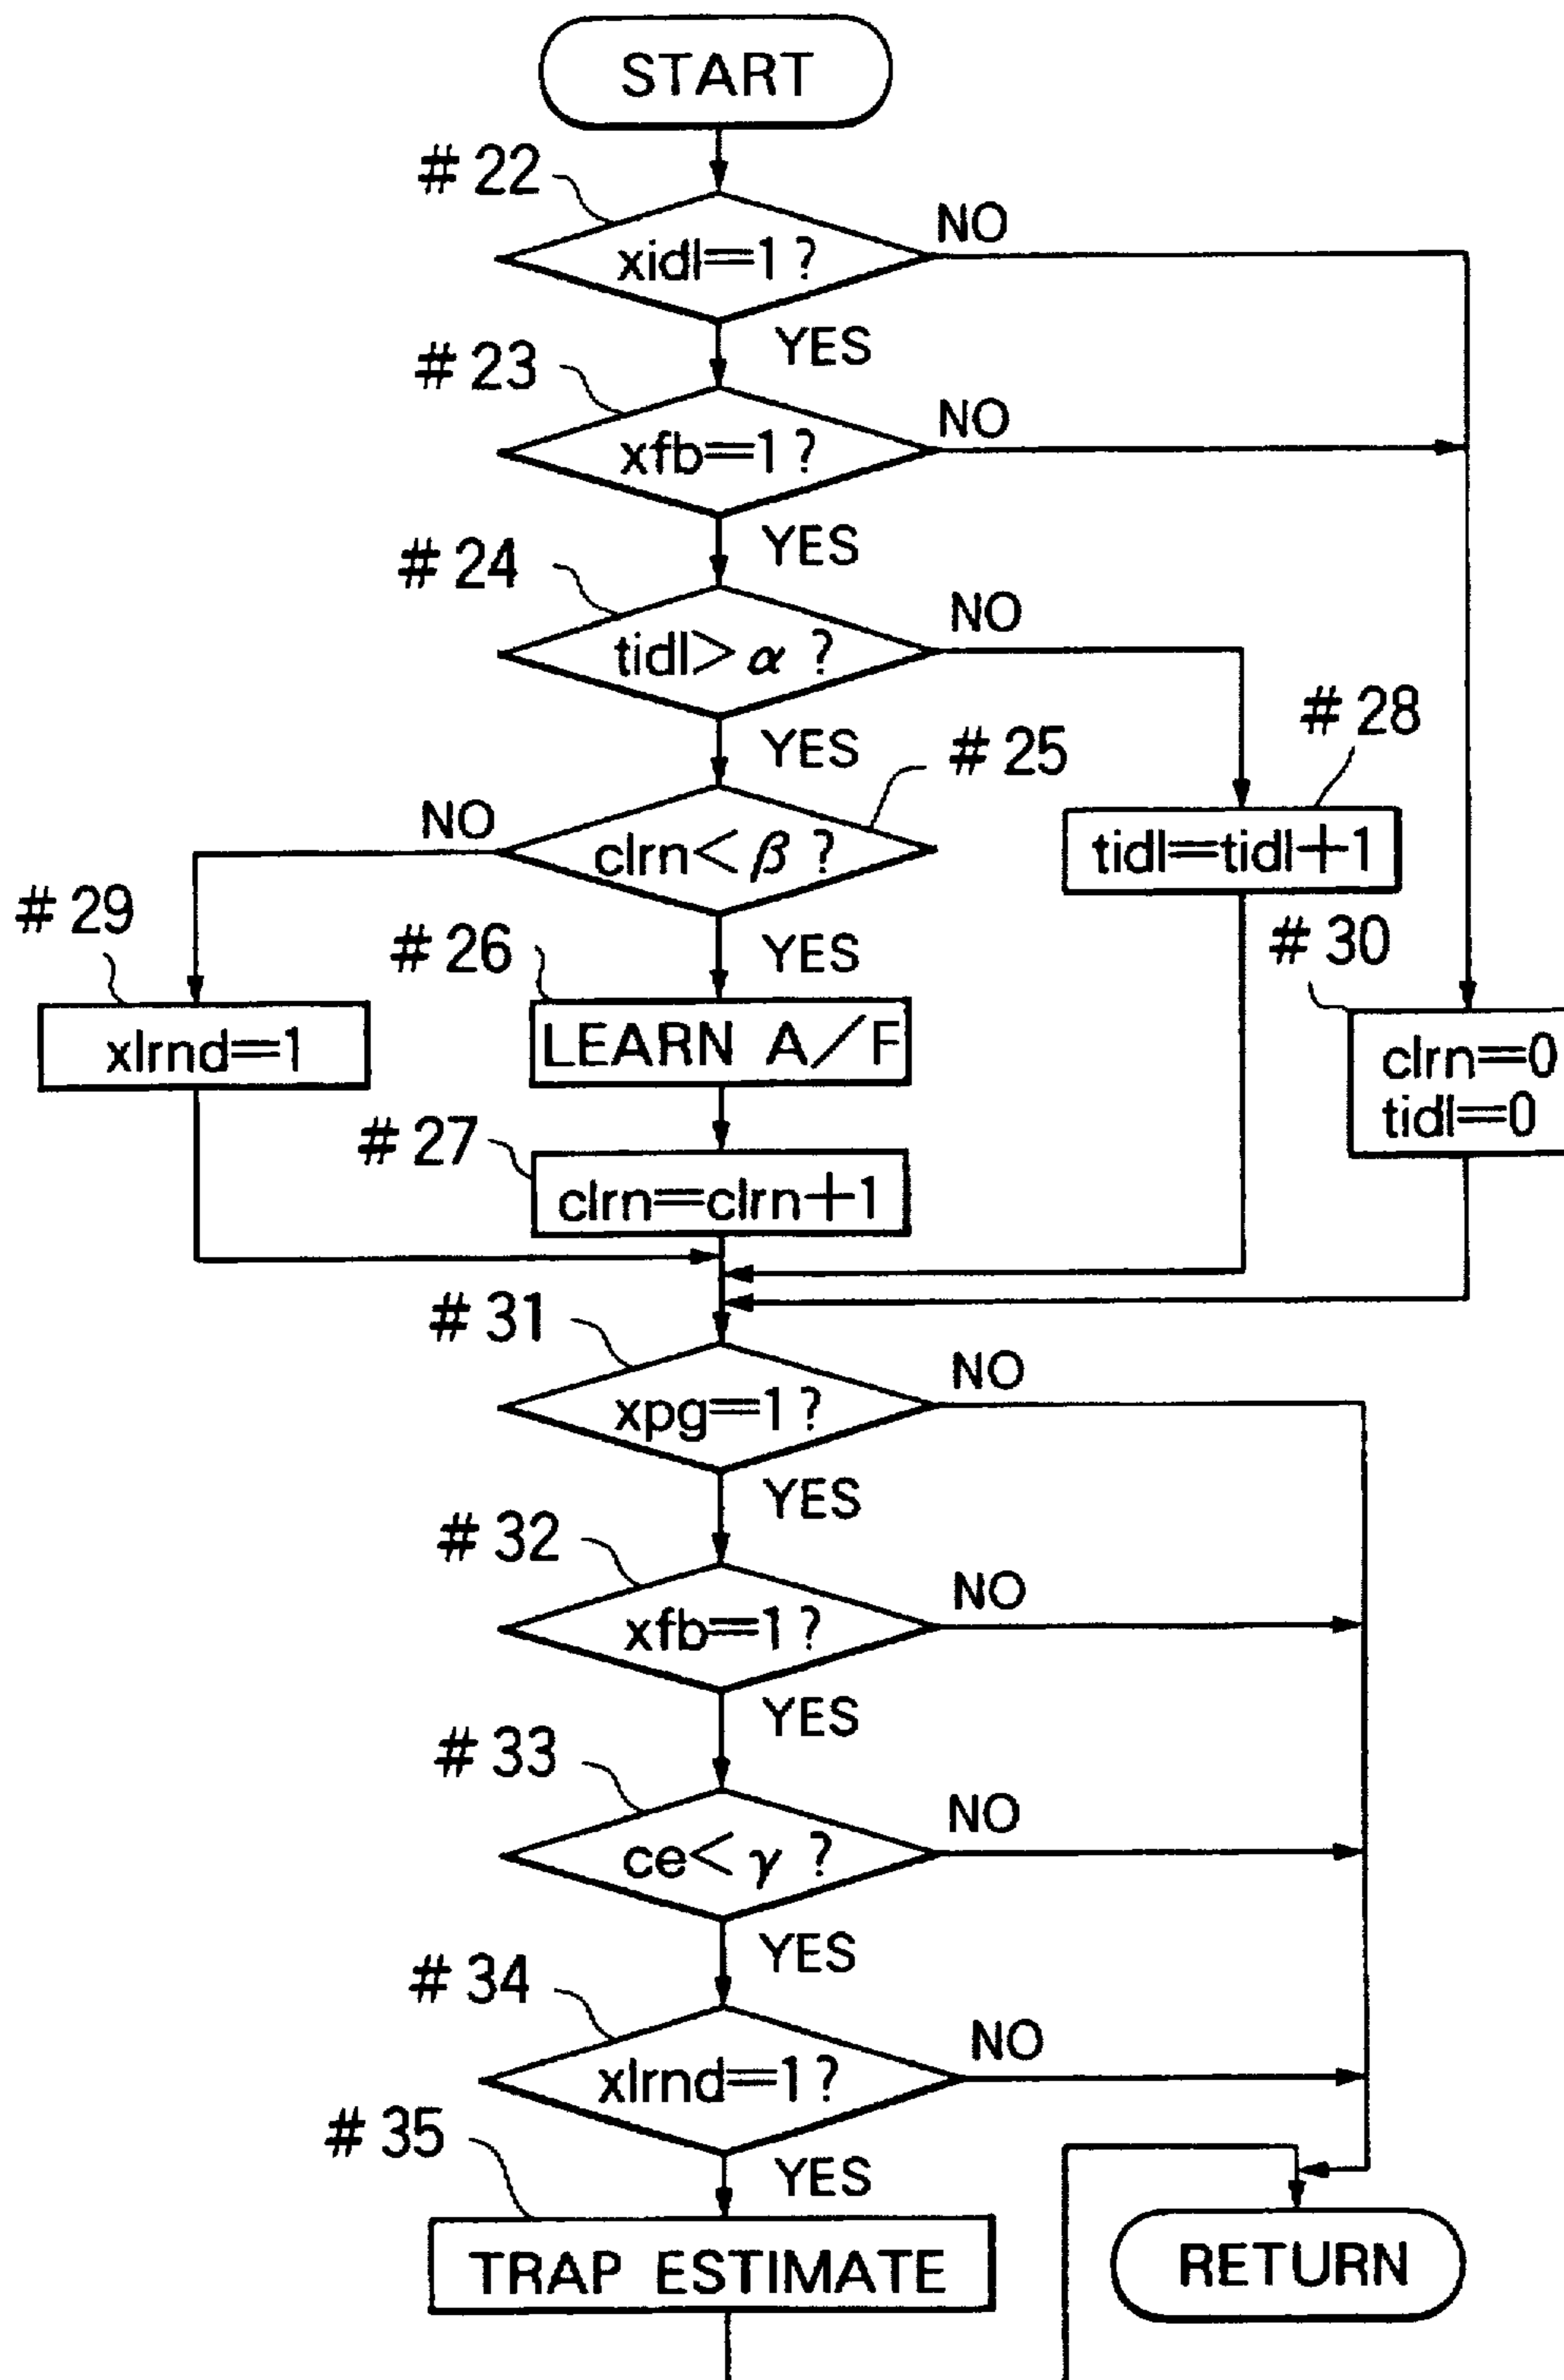 START
# 22
NO
xidl=1 ?
YES
# 23
NO
xfb=1 ?
YES
# 24
NO
tidl>α ?
# 28
YES
# 25
NO
clrn<β ?
tidl=tidl+1
# 29
# 26
YES
# 30
xlrnd=1
LEARN A/F
clrn=0
tidl=0
# 27
clrn=clrn+1
# 31
NO
xpg=1 ?
YES
# 32
NO
xfb=1 ?
YES
# 33
NO
ce<γ ?
YES
# 34
NO
xlrnd=1 ?
# 35
YES
TRAP ESTIMATE
RETURN